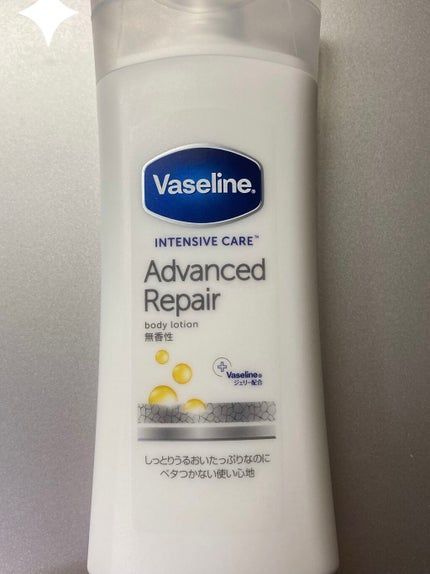 Vaseline®
INTENSIVE CARE™
Advanced
Repair
body lotion
無香性
Vaseline®
ジェリー配合
しっとりうるおいたっぷりなのに
ベタつかない使い心地